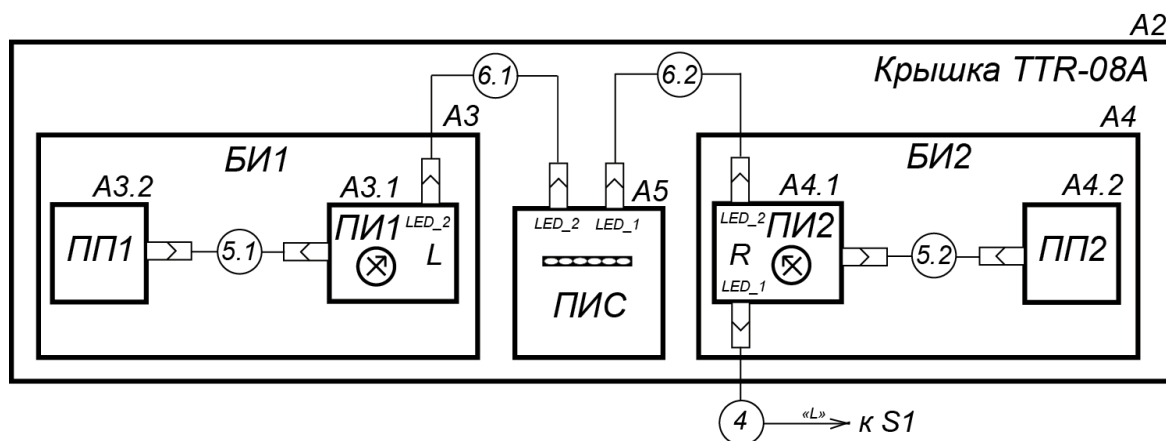 A2
Крышка TTR-08A
6.1
6.2
A3
A4
БИ1
БИ2
A3.2
A3.1
A5
A4.1
A4.2
ПП1
5.1
ПИ1
LED_2
L
LED_2
LED_1
ПИС
LED_2
ПИ2
R
LED_1
5.2
ПП2
4
«L»
к S1